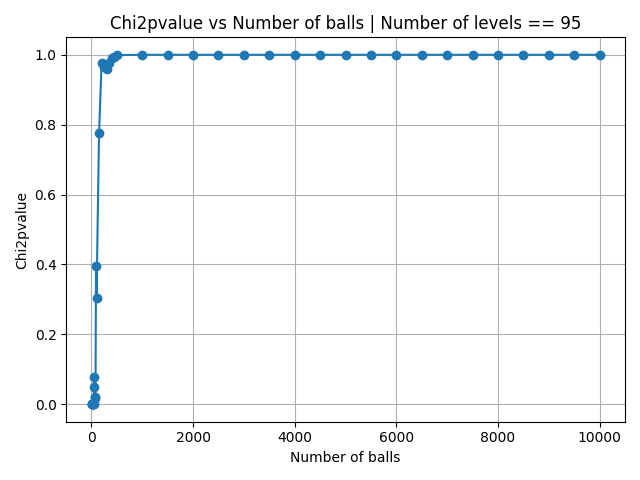 Chi2pvalue vs Number of balls | Number of levels == 95
1.0
0.8
0.6
0.4
0.2
0.0
Chi2pvalue
0 2000 4000 6000 8000 10000
Number of balls